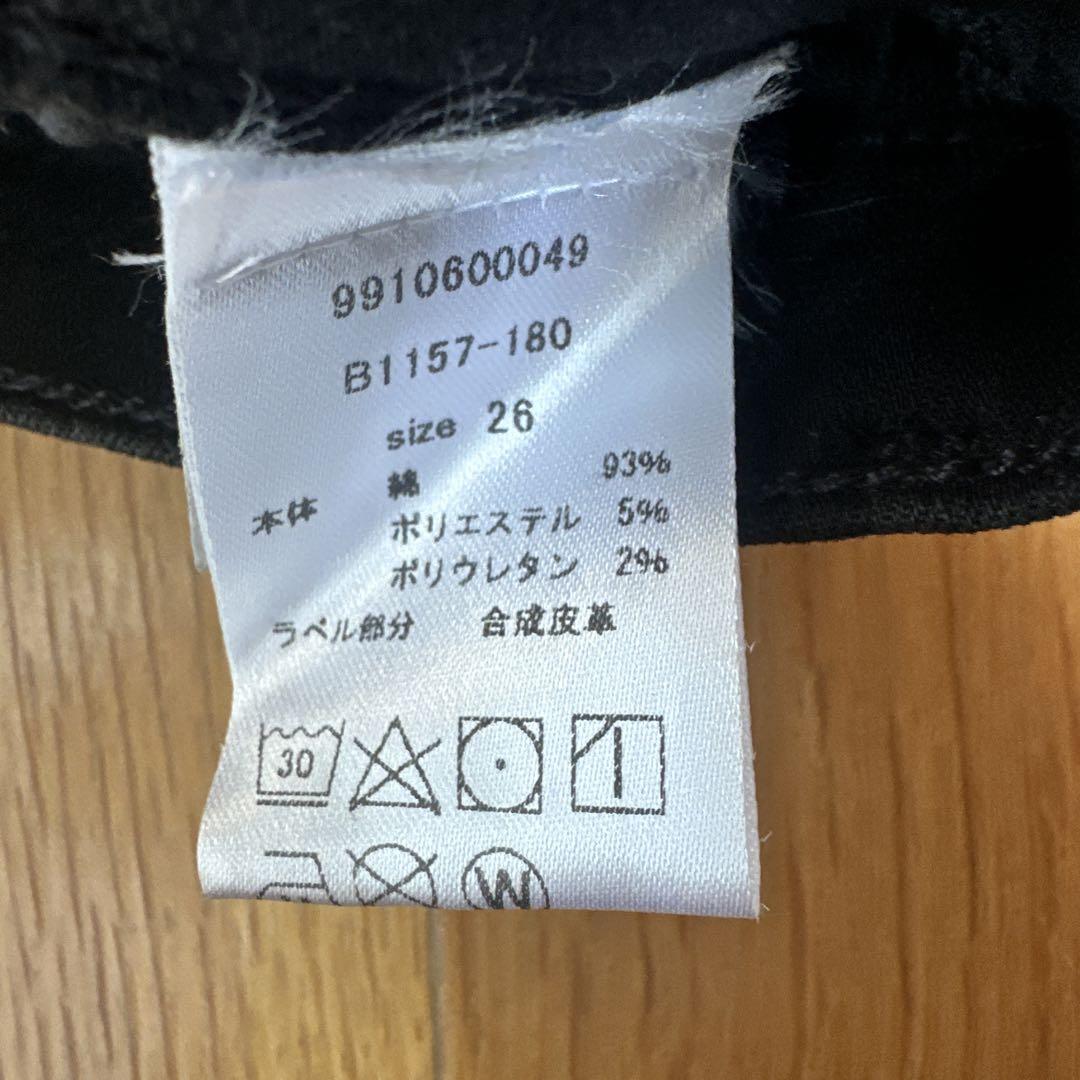 9910600049
B1157-180
size 26
本体 綿 93%
ポリエステル 5%
ポリウレタン 2%
ラベル部分 合成皮革
30
W